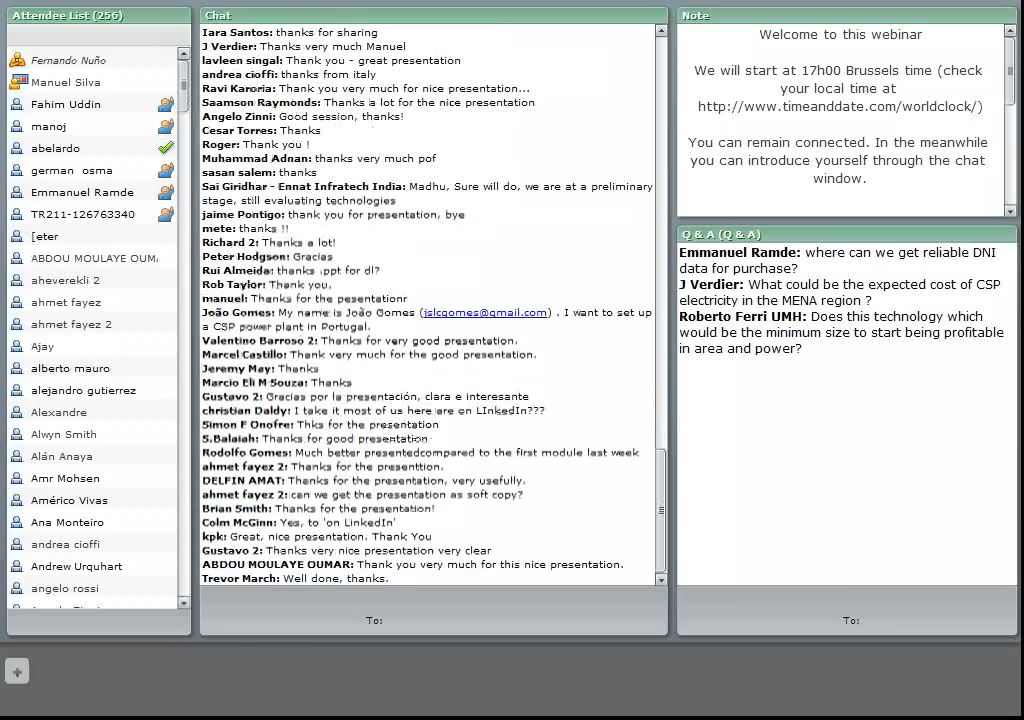 Attendee List (256)
Fernando Nuño
Manuel Silva
Fahim Uddin
manoj
abelardo
german osma
Emmanuel Ramde
TR211-126763340
[eter
ABDOU MOULAYE OUM
aheverekli 2
ahmet fayez
ahmet fayez 2
Ajay
alberto mauro
alejandro gutierrez
Alexandre
Alwyn Smith
Alán Anaya
Amr Mohsen
Américo Vivas
Ana Monteiro
andrea cioffi
Andrew Urquhart
angelo rossi
Chat
Iara Santos: thanks for sharing
J Verdier: Thanks very much Manuel
lavleen singal: Thank you - great presentation
andrea cioffi: thanks from italy
Ravi Karoria: Thank you very much for nice presentation...
Saamson Raymonds: Thanks a lot for the nice presentation
Angelo Zinni: Good session, thanks!
Cesar Torres: Thanks
Roger: Thank you !
Muhammad Adnan: thanks very much pof
sasan salem: thanks
Sai Giridhar - Ennat Infratech India: Madhu, Sure will do, we are at a preliminary
stage, still evaluating technologies
jaime Pontigo: thank you for presentation, bye
mete: thanks !!
Richard 2: Thanks a lot!
Peter Hodgson: Gracias
Rui Almeida: thanks .ppt for dl?
Rob Taylor: Thank you,
manuel: Thanks for the pesentationr
João Gomes: My name is João Gomes (jslcgomes@gmail.com) . I want to set up
a CSP power plant in Portugal.
Valentino Barroso 2: Thanks for very good presentation.
Marcel Castillo: Thank very much for the good presentation.
Jeremy May: Thanks
Marcio Eli M Souza: Thanks
Gustavo 2: Gracias por la presentación, clara e interesante
christian Daldy: I take it most of us here are on LInkedIn???
Simon F Onofre: Thks for the presentation
S.Balaiah: Thanks for good presentation
Rodolfo Gomes: Much better presentedcompared to the first module last week
ahmet fayez 2: Thanks for the presenttion.
DELFIN AMAT: Thanks for the presentation, very usefully.
ahmet fayez 2: can we get the presentation as soft copy?
Brian Smith: Thanks for the presentation!
Colm McGinn: Yes, to 'on LinkedIn'
kpk: Great, nice presentation. Thank You
Gustavo 2: Thanks very nice presentation very clear
ABDOU MOULAYE OUMAR: Thank you very much for this nice presentation.
Trevor March: Well done, thanks.
To:
Note
Welcome to this webinar
We will start at 17h00 Brussels time (check
your local time at
http://www.timeanddate.com/worldclock/)
You can remain connected. In the meanwhile
you can introduce yourself through the chat
window.
Q & A (Q & A)
Emmanuel Ramde: where can we get reliable DNI
data for purchase?
J Verdier: What could be the expected cost of CSP
electricity in the MENA region ?
Roberto Ferri UMH: Does this technology which
would be the minimum size to start being profitable
in area and power?
To: